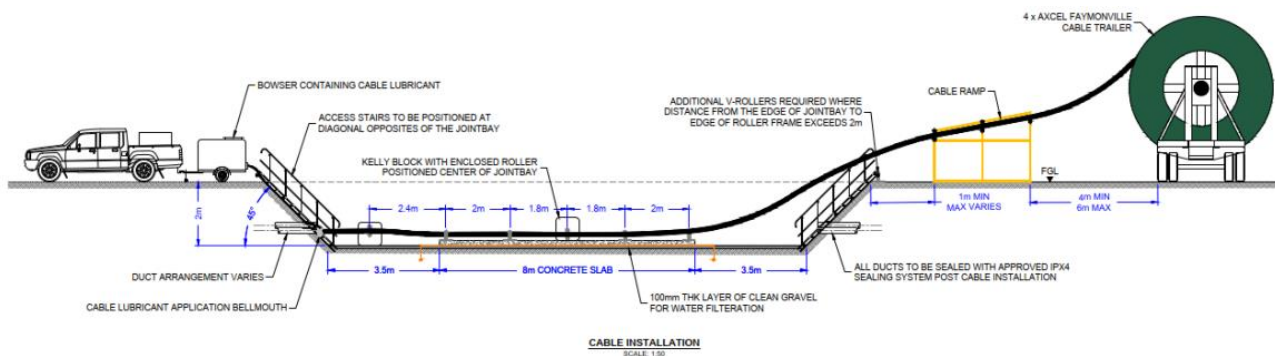 4 x AXCEL FAYMONVILLE
CABLE TRAILER
BOWSER CONTAINING CABLE LUBRICANT
ACCESS STAIRS TO BE POSITIONED AT
DIAGONAL OPPOSITES OF THE JOINTBAY
ADDITIONAL V-ROLLERS REQUIRED WHERE
DISTANCE FROM THE EDGE OF JOINTBAY TO
EDGE OF ROLLER FRAME EXCEEDS 2m
CABLE RAMP
KELLY BLOCK WITH ENCLOSED ROLLER
POSITIONED CENTER OF JOINTBAY
FGL
1m MIN
MAX VARIES
4m MIN
6m MAX
2m
45°
2.4m
2m
1.8m
1.8m
2m
DUCT ARRANGEMENT VARIES
3.5m
8m CONCRETE SLAB
3.5m
ALL DUCTS TO BE SEALED WITH APPROVED IPX4
SEALING SYSTEM POST CABLE INSTALLATION
CABLE LUBRICANT APPLICATION BELLMOUTH
100mm THK LAYER OF CLEAN GRAVEL
FOR WATER FILTERATION
CABLE INSTALLATION
SCALE: 1:50